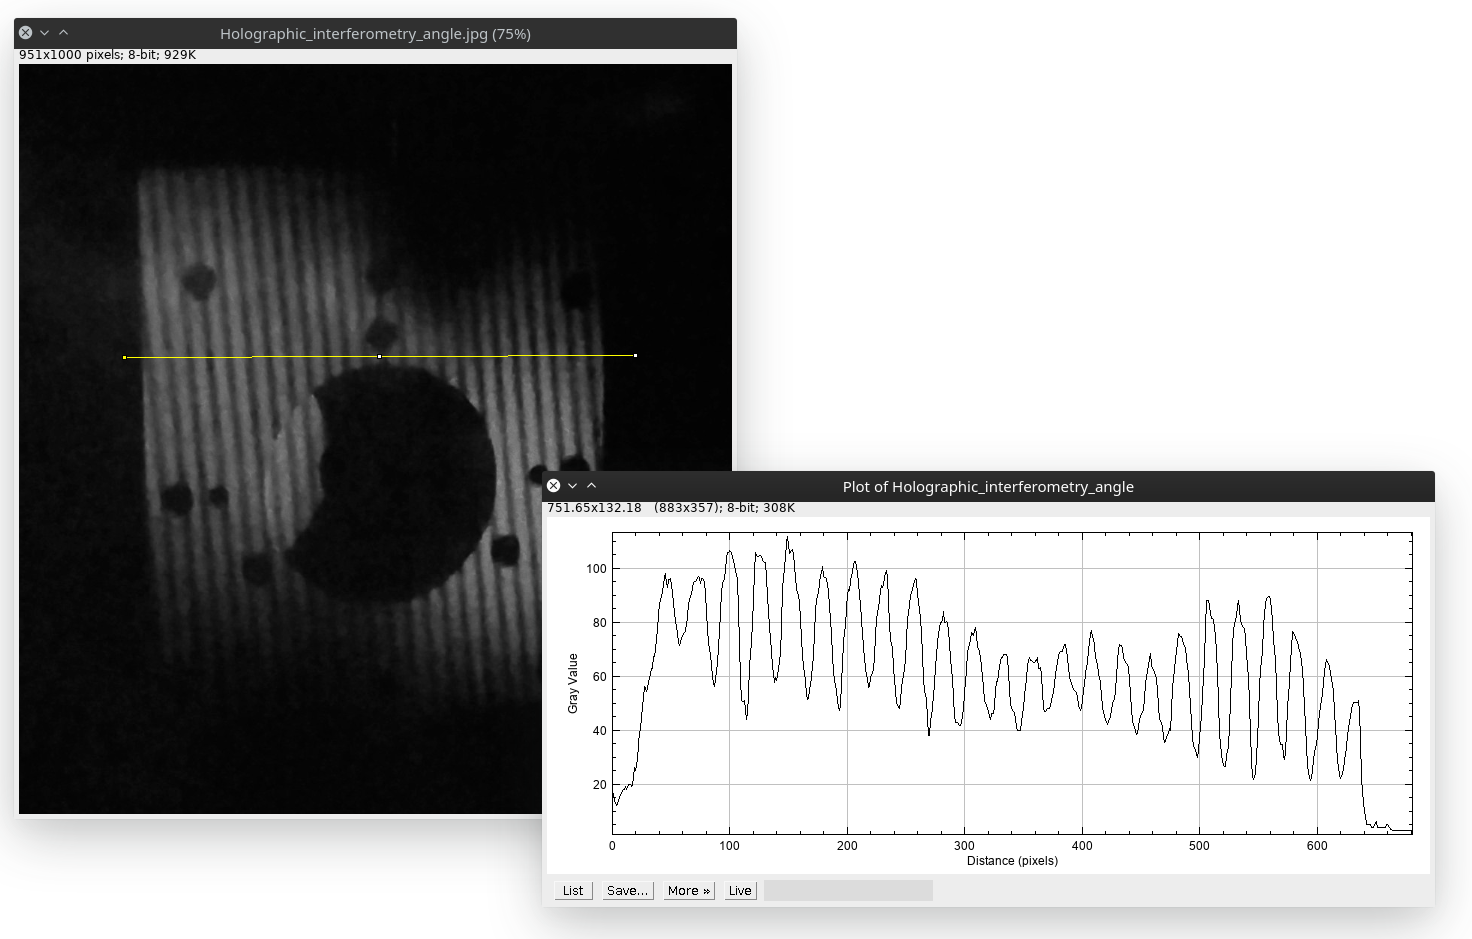 Holographic_interferometry_angle.jpg (75%)
951x1000 pixels; 8-bit; 929K
Plot of Holographic_interferometry_angle
751.65x132.18 (883x357); 8-bit; 308K
100
80
60
40
20
Gray Value
0 100 200 300 400 500 600
Distance (pixels)
List Save... More » Live